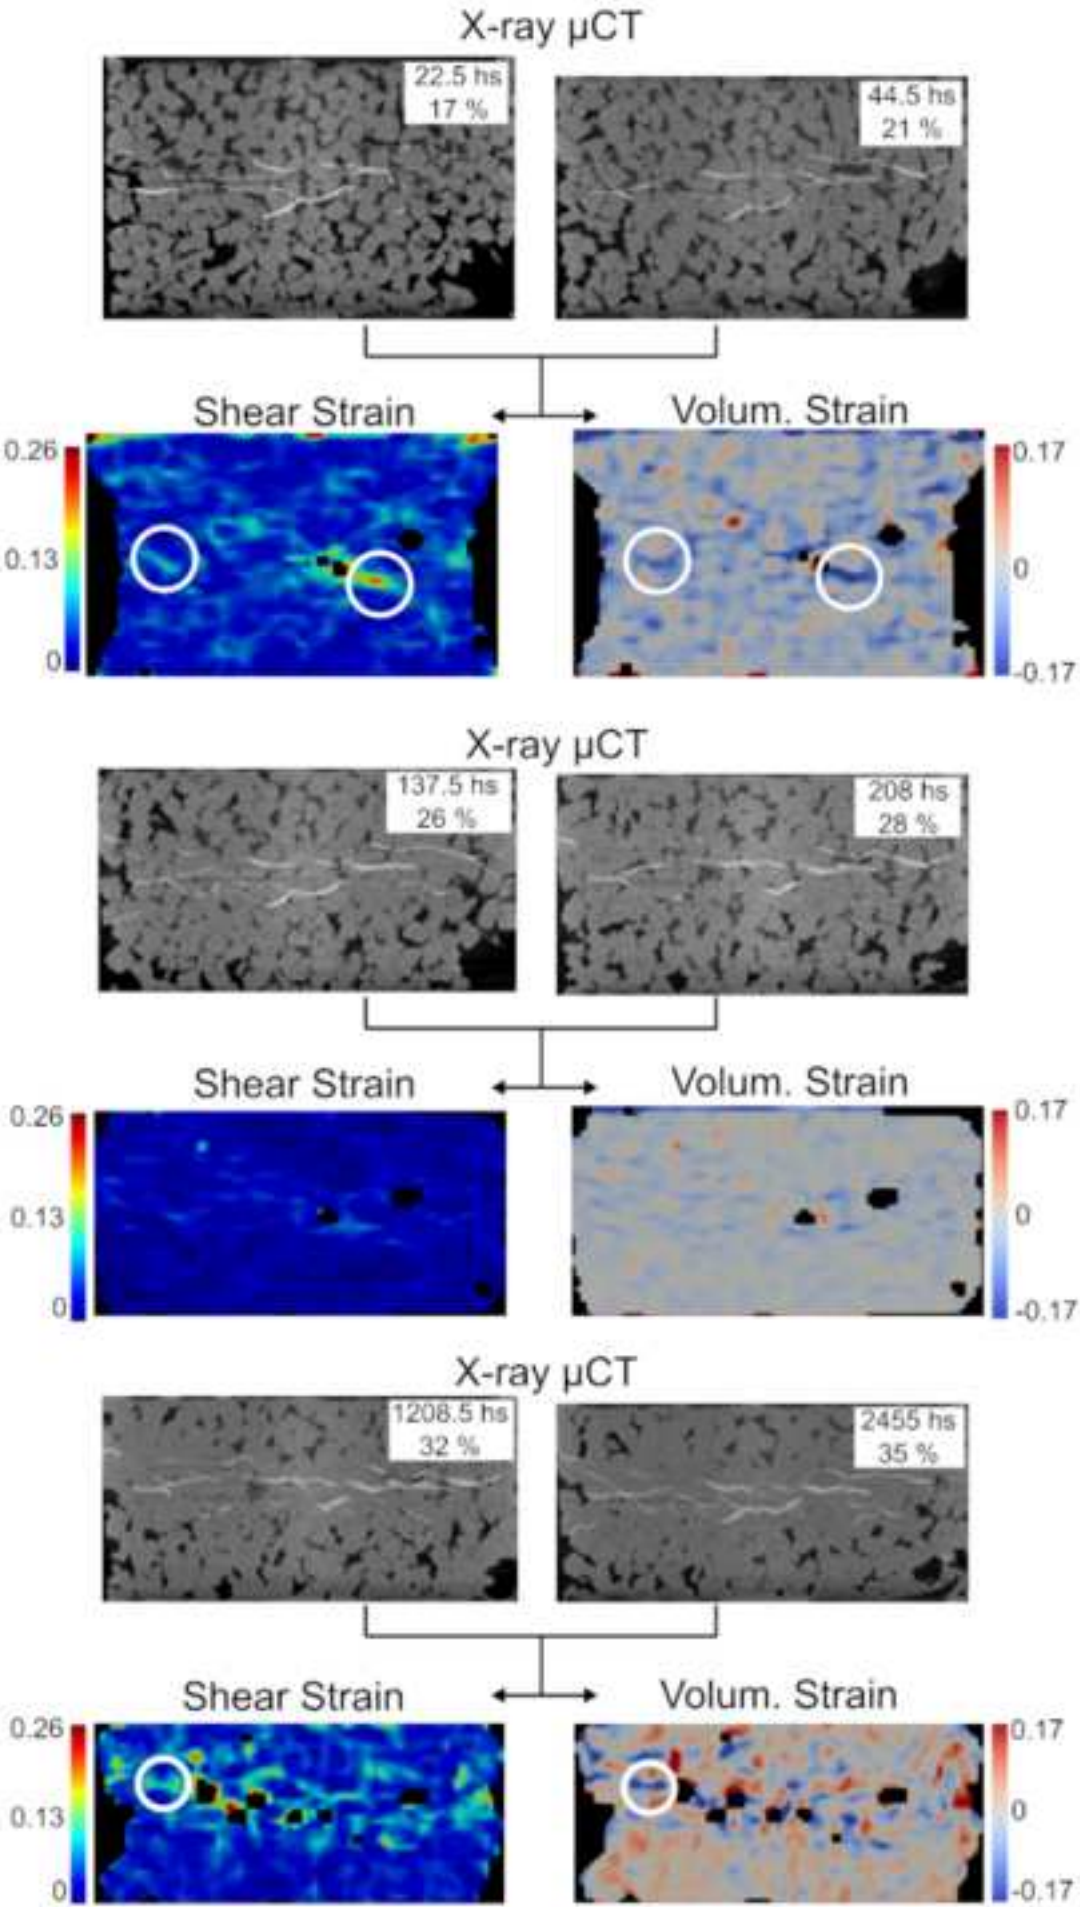 X-ray µCT
22.5 hs
17 %
44.5 hs
21 %
Shear Strain
Volum. Strain
0.26
0.13
0
0.17
0
-0.17
X-ray µCT
137.5 hs
26 %
208 hs
28 %
Shear Strain
Volum. Strain
0.26
0.13
0
0.17
0
-0.17
X-ray µCT
1208.5 hs
32 %
2455 hs
35 %
Shear Strain
Volum. Strain
0.26
0.13
0
0.17
0
-0.17